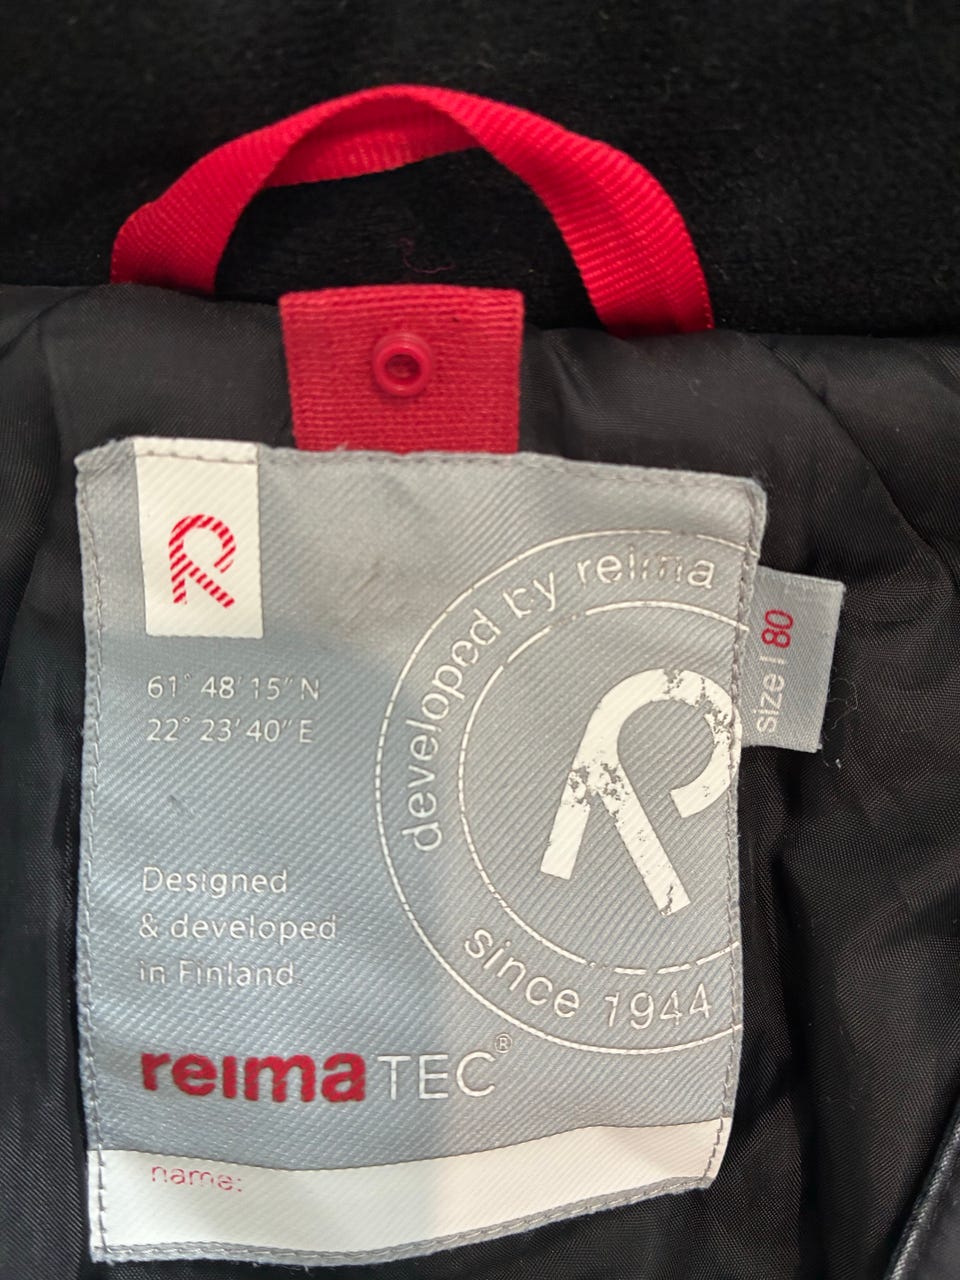 R
61° 48' 15" N
22° 23' 40" E
developed by reima
R
since 1944
size | 80
Designed
& developed
in Finland
reimaTEC®
name: